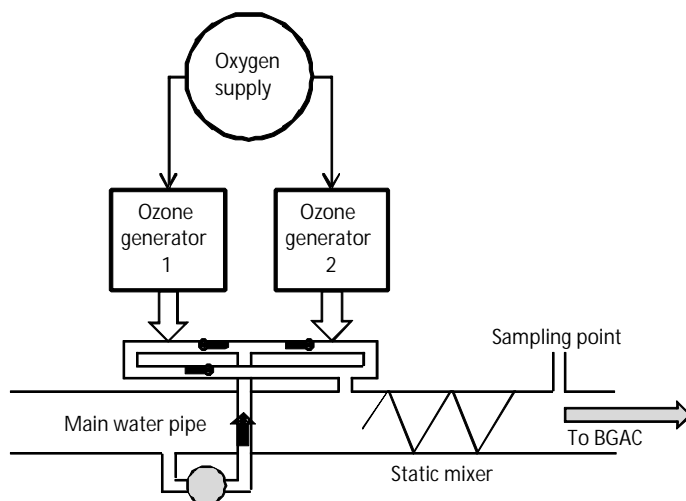 Oxygen
supply
Ozone
generator
1
Ozone
generator
2
Sampling point
Main water pipe
To BGAC
Static mixer